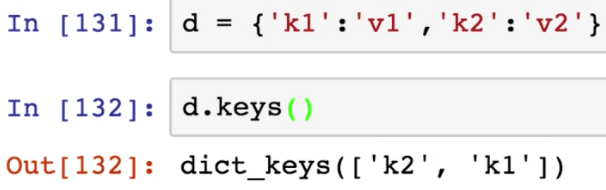 In [131]: d = {'k1':'v1','k2':'v2'}
In [132]: d.keys()
Out[132]: dict_keys(['k2', 'k1'])